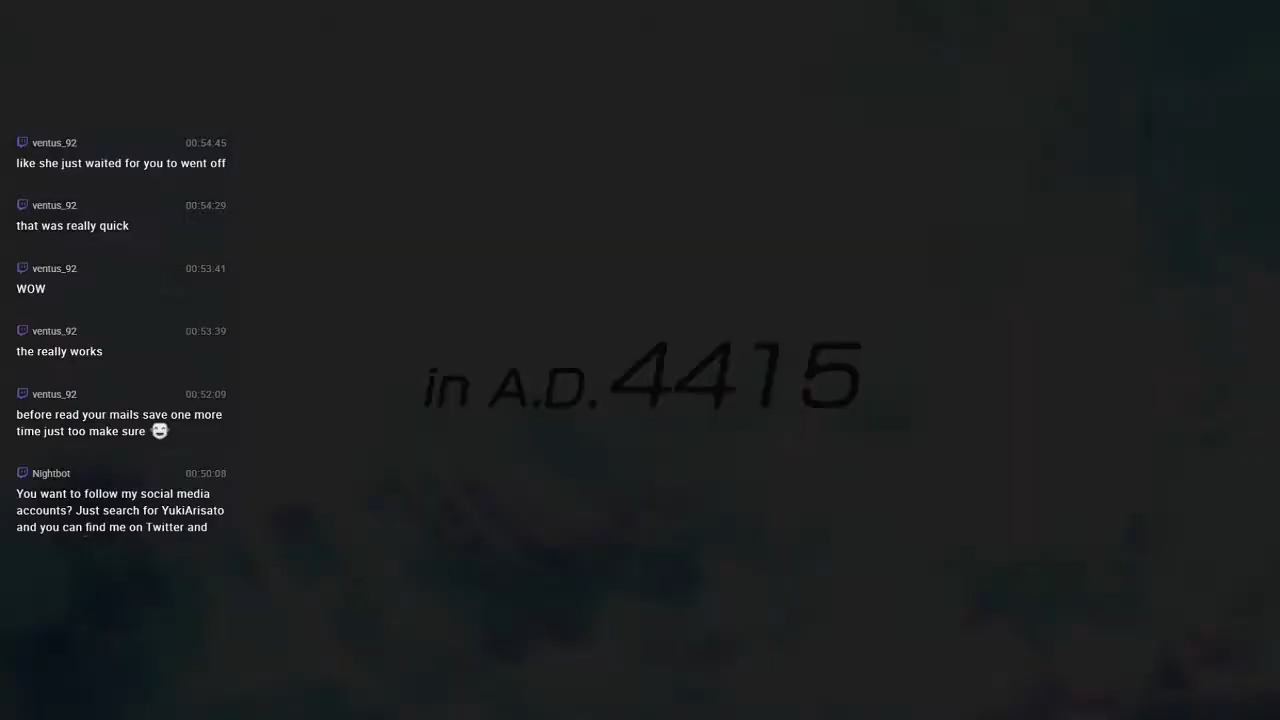 ventus_92 00:54:45
like she just waited for you to went off
ventus_92 00:54:29
that was really quick
ventus_92 00:53:41
WOW
ventus_92 00:53:39
the really works
ventus_92 00:52:09
before read your mails save one more
time just too make sure
Nightbot 00:50:08
You want to follow my social media
accounts? Just search for YukiArisato
and you can find me on Twitter and
in A.D. 4415